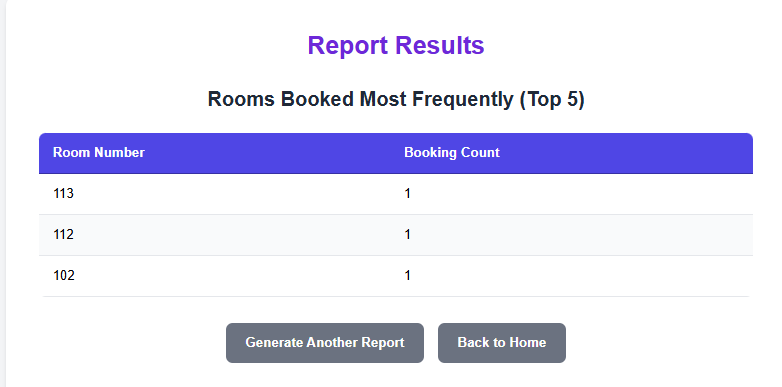 Report Results
Rooms Booked Most Frequently (Top 5)
Room Number Booking Count
113 1
112 1
102 1
Generate Another Report Back to Home